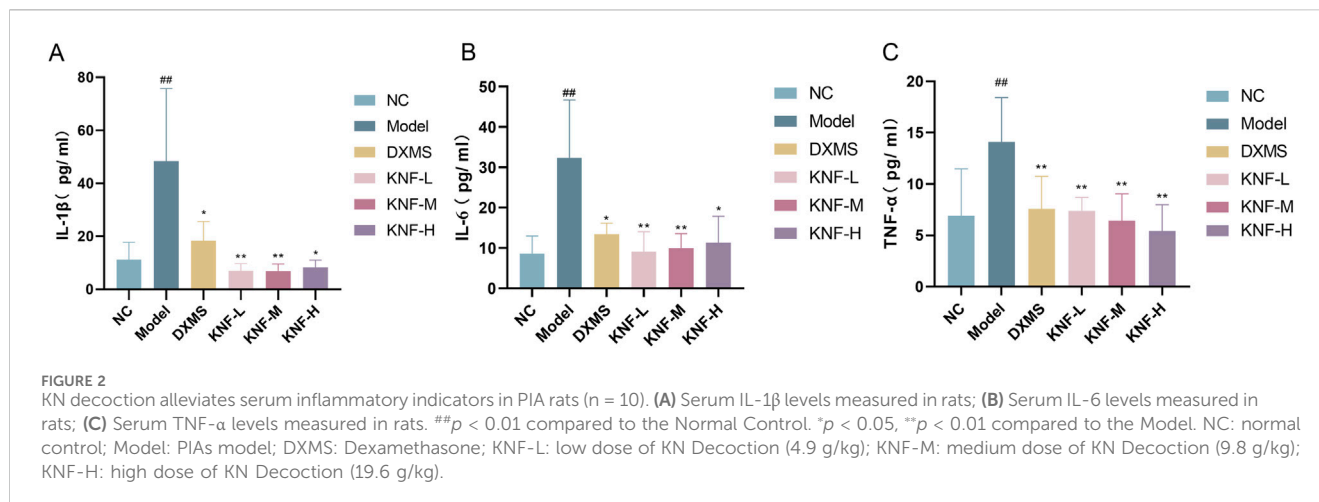 A
IL-1β( pg/ ml)
80
60
40
20
0
##
*
**
**
*
NC
Model
DXMS
KNF-L
KNF-M
KNF-H
NC
Model
DXMS
KNF-L
KNF-M
KNF-H
B
IL-6( pg/ ml)
50
40
30
20
10
0
##
*
**
**
*
NC
Model
DXMS
KNF-L
KNF-M
KNF-H
NC
Model
DXMS
KNF-L
KNF-M
KNF-H
C
TNF-α( pg/ ml)
20
15
10
5
0
##
**
**
**
**
NC
Model
DXMS
KNF-L
KNF-M
KNF-H
NC
Model
DXMS
KNF-L
KNF-M
KNF-H
FIGURE 2
KN decoction alleviates serum inflammatory indicators in PIA rats (n = 10). (A) Serum IL-1β levels measured in rats; (B) Serum IL-6 levels measured in
rats; (C) Serum TNF-α levels measured in rats. ##p < 0.01 compared to the Normal Control. *p < 0.05, **p < 0.01 compared to the Model. NC: normal
control; Model: PIAs model; DXMS: Dexamethasone; KNF-L: low dose of KN Decoction (4.9 g/kg); KNF-M: medium dose of KN Decoction (9.8 g/kg);
KNF-H: high dose of KN Decoction (19.6 g/kg).